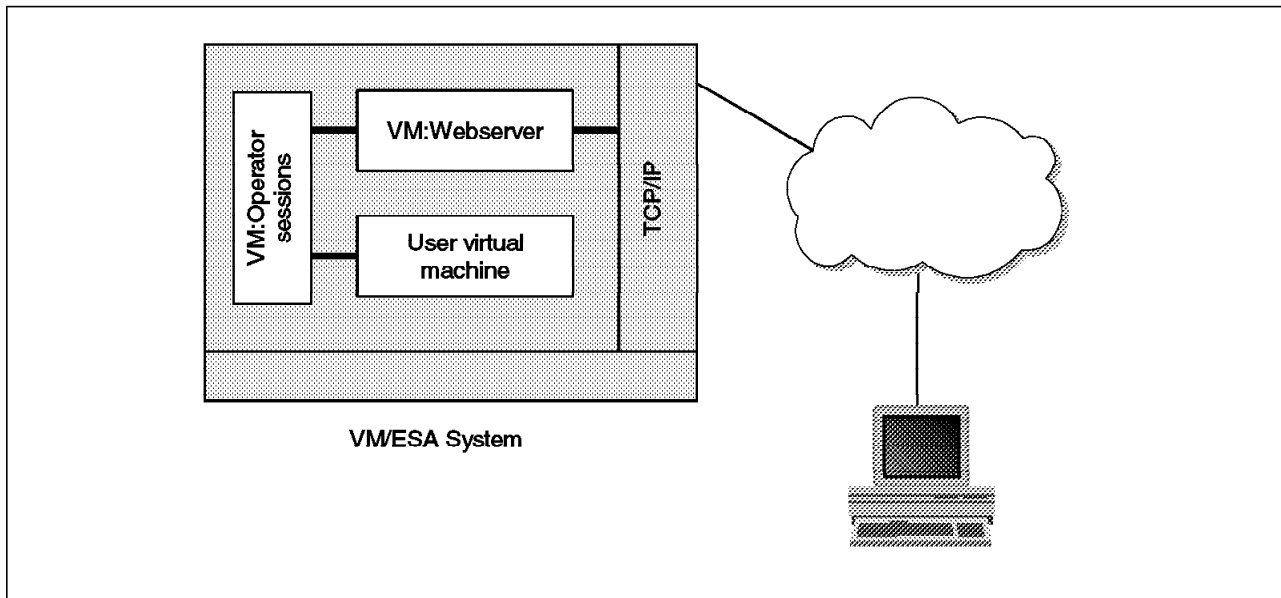 VM:Operator
sessions
VM:Webserver
User virtual
machine
TCP/IP
VM/ESA System